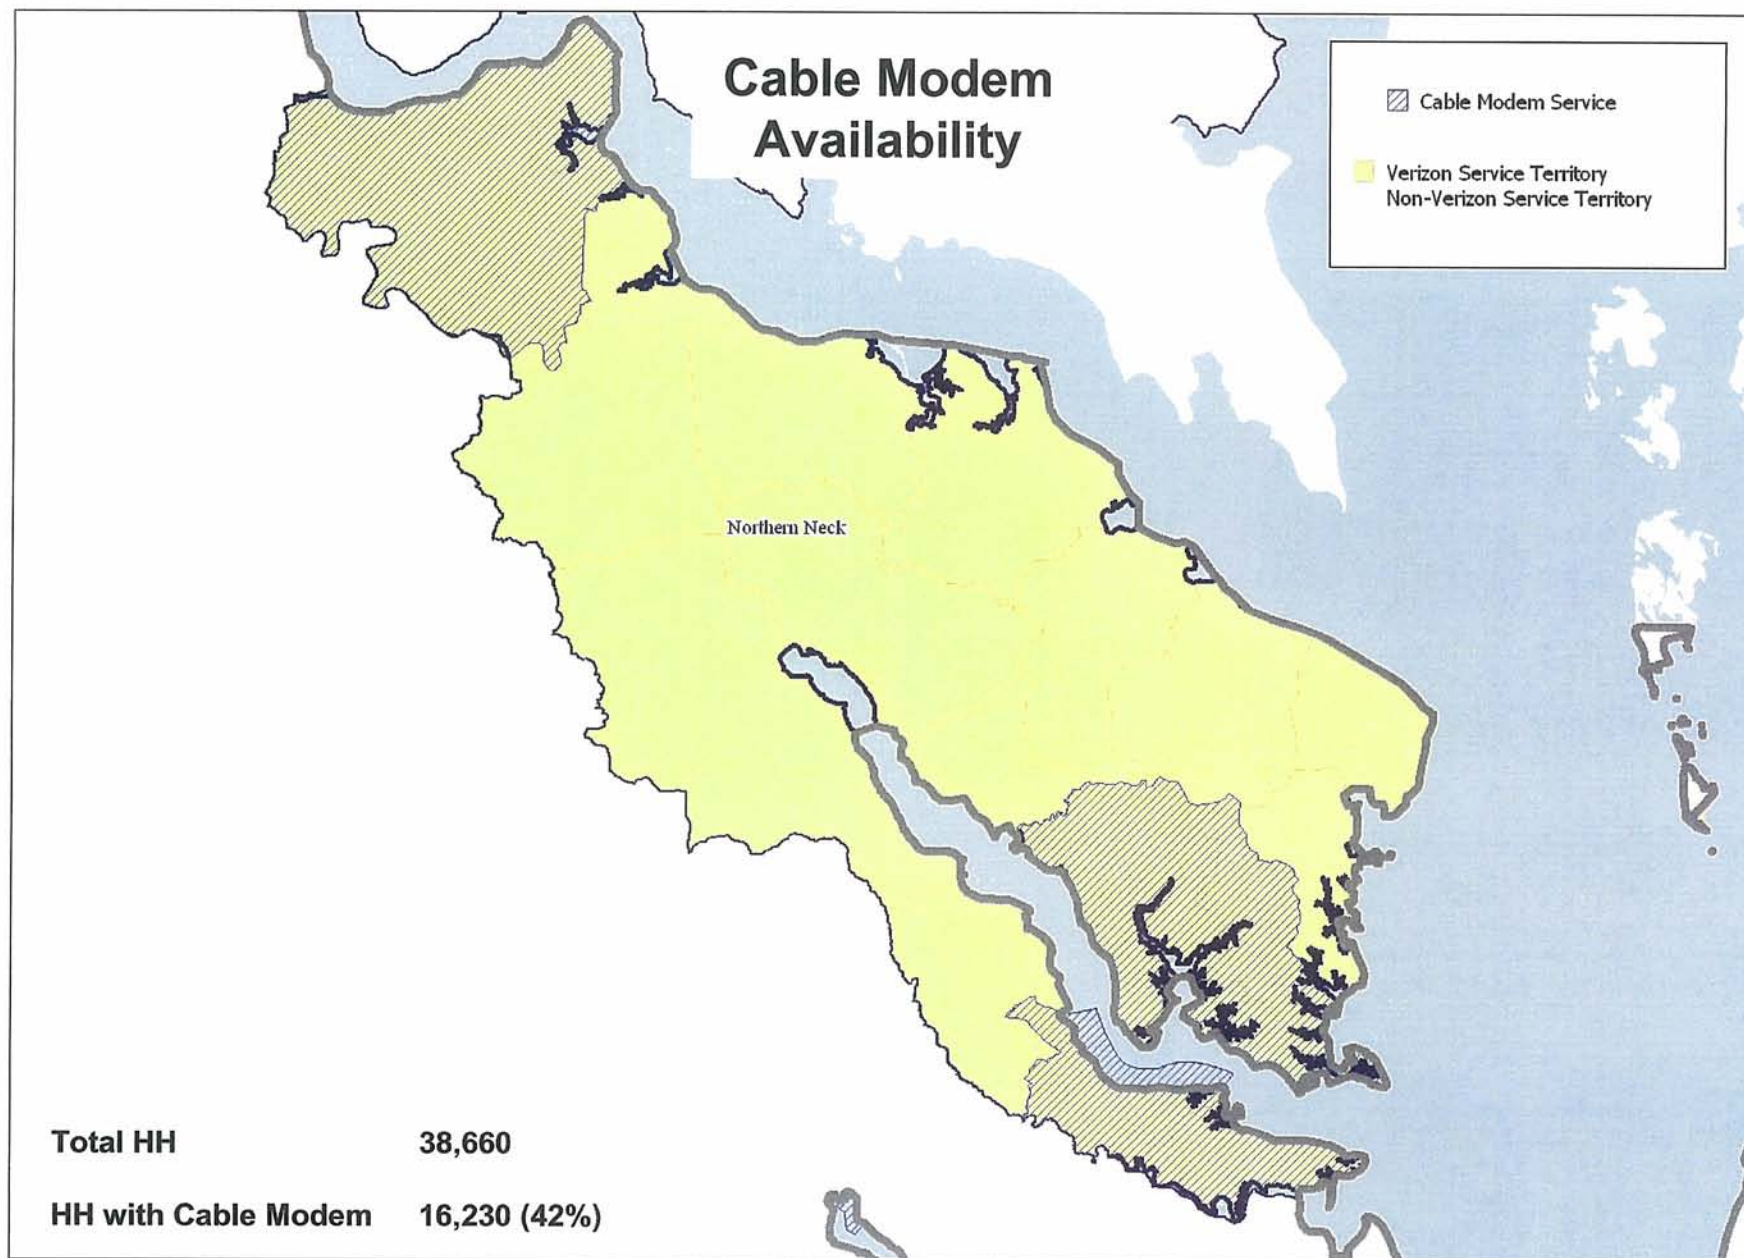 Cable Modem
Availability
Cable Modem Service
Verizon Service Territory
Non-Verizon Service Territory
Northern Neck
Total HH 38,660
HH with Cable Modem 16,230 (42%)